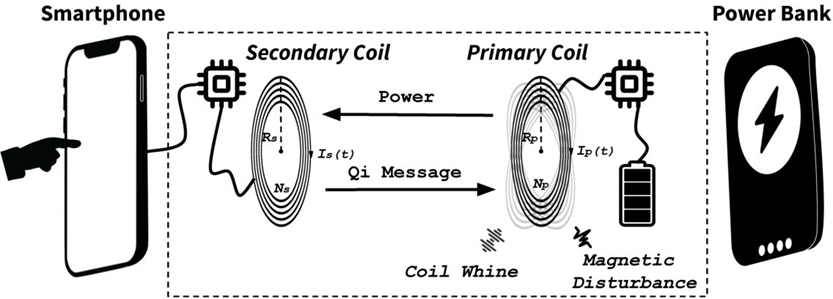 Smartphone
Power Bank
Secondary Coil
Primary Coil
Power
Rs
Rp
Is(t)
Ip(t)
Qi Message
Ns
Np
Coil Whine
Magnetic
Disturbance